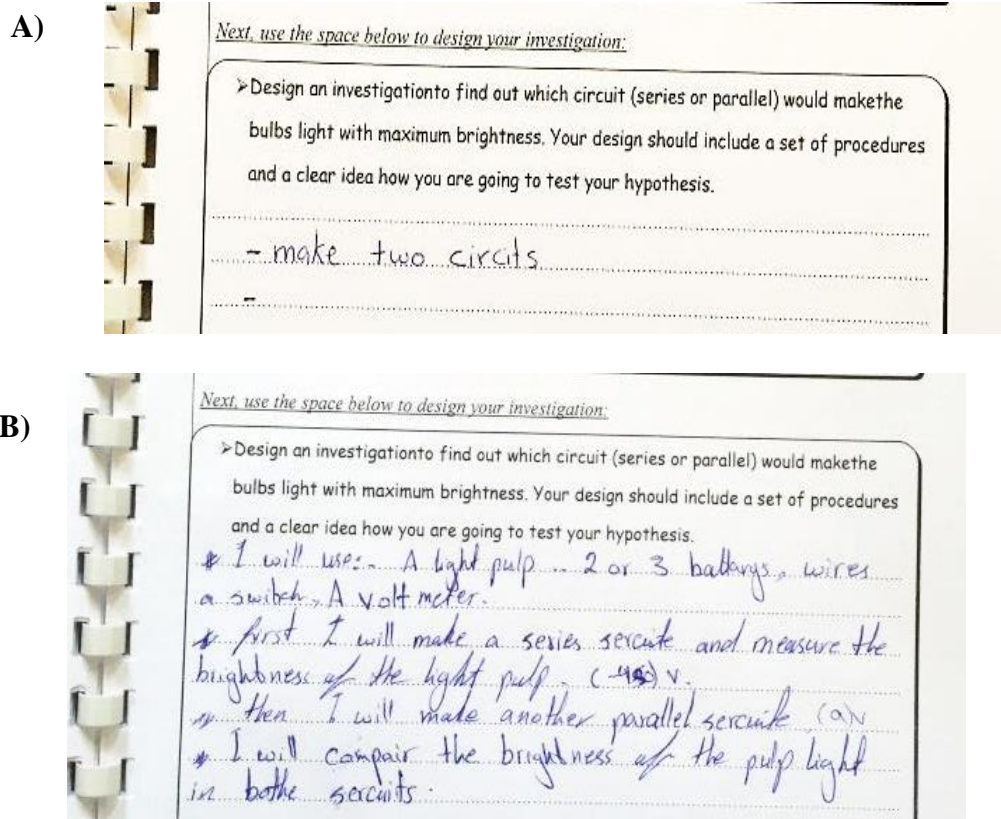 A)
Next, use the space below to design your investigation:
➢Design an investigationto find out which circuit (series or parallel) would makethe
bulbs light with maximum brightness. Your design should include a set of procedures
and a clear idea how you are going to test your hypothesis.
- make two circits
-
B)
Next, use the space below to design your investigation:
➢Design an investigationto find out which circuit (series or parallel) would makethe
bulbs light with maximum brightness. Your design should include a set of procedures
and a clear idea how you are going to test your hypothesis.
* I will use:- A light pulp .. 2 or 3 battarys, wires
a switch, A volt meter.
* first I will make a series sercuite and measure the
brightness of the light pulp. ( ) v.
* then I will make another parallel sercuite
* I will compair the brightness of the pulp light
in bothe sercuits.